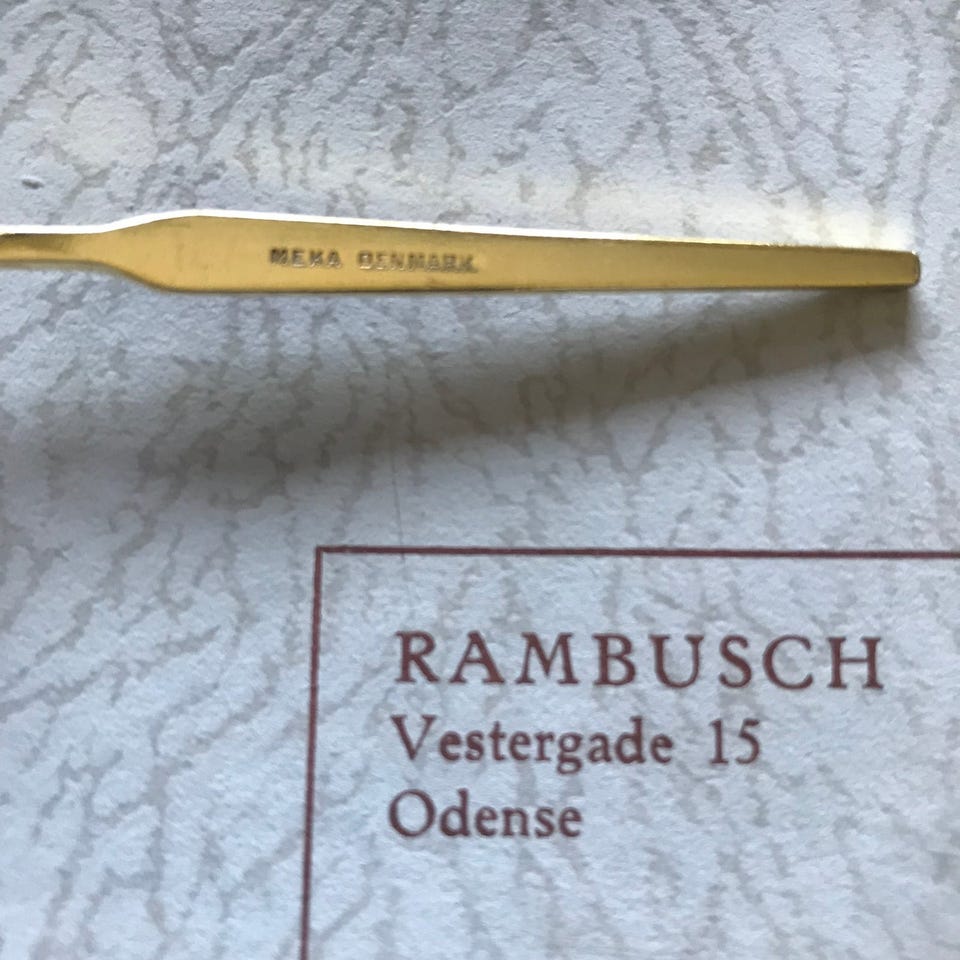 MEKA DENMARK
RAMBUSCH
Vestergade 15
Odense